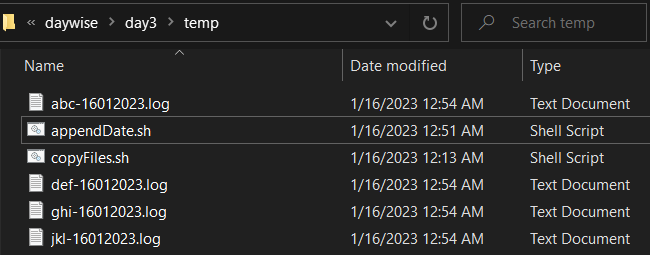 « daywise > day3 > temp Search temp
Name Date modified Type
abc-16012023.log 1/16/2023 12:54 AM Text Document
appendDate.sh 1/16/2023 12:51 AM Shell Script
copyFiles.sh 1/16/2023 12:13 AM Shell Script
def-16012023.log 1/16/2023 12:54 AM Text Document
ghi-16012023.log 1/16/2023 12:54 AM Text Document
jkl-16012023.log 1/16/2023 12:54 AM Text Document